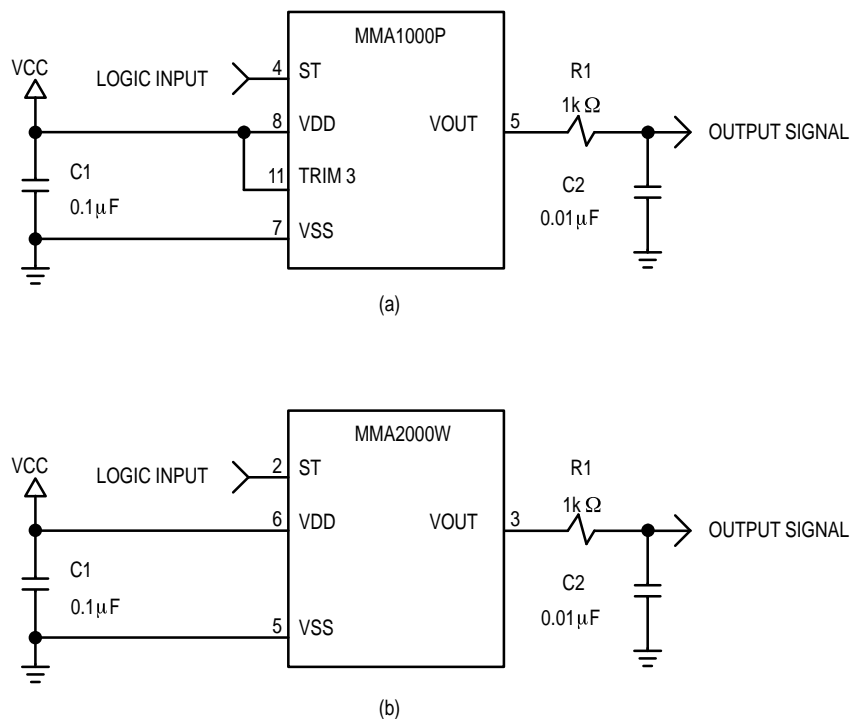 MMA1000P
VCC
LOGIC INPUT
4
ST
R1
1k Ω
8
VDD
VOUT
5
OUTPUT SIGNAL
C1
0.1µF
11
TRIM 3
C2
0.01µF
7
VSS
(a)
MMA2000W
VCC
LOGIC INPUT
2
ST
R1
1k Ω
6
VDD
VOUT
3
OUTPUT SIGNAL
C1
0.1µF
C2
0.01µF
5
VSS
(b)